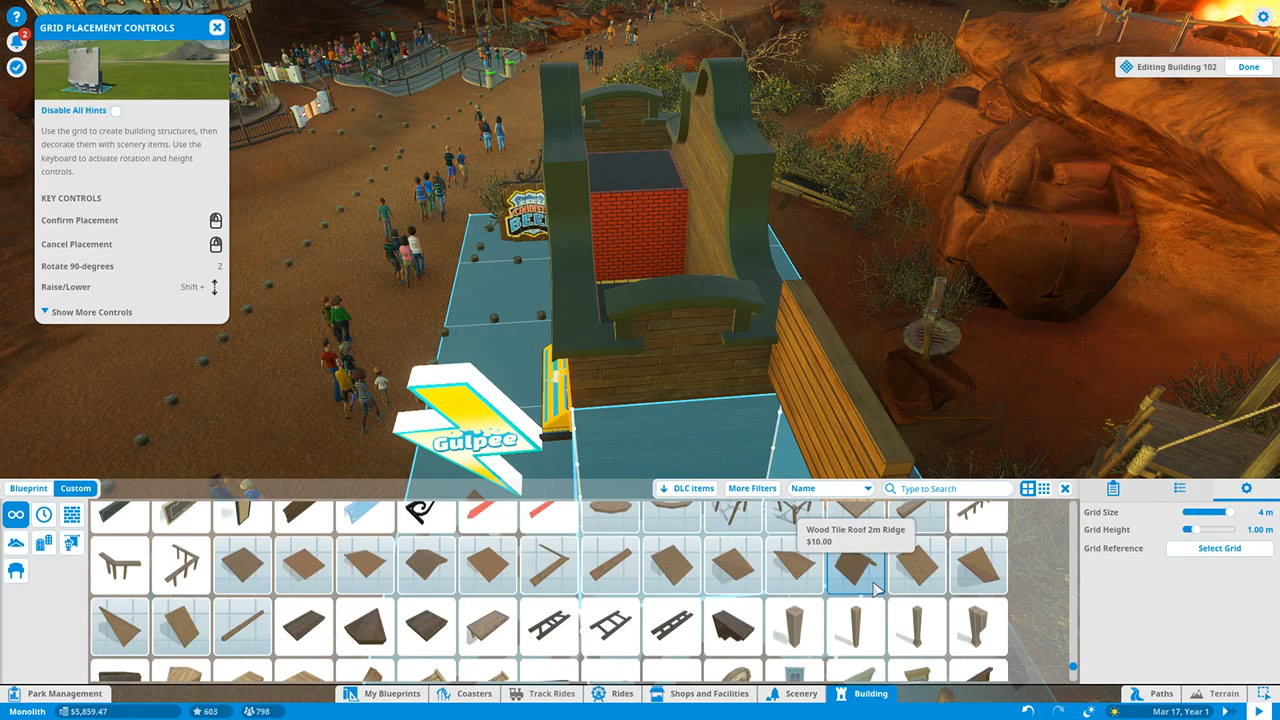 ?
GRID PLACEMENT CONTROLS
2
Disable All Hints
Use the grid to create building structures, then
decorate them with scenery items. Use the
keyboard to activate rotation and height
controls.
KEY CONTROLS
Confirm Placement
Cancel Placement
Rotate 90-degrees Z
Raise/Lower Shift +
Show More Controls
Editing Building 102 Done
CHIEF
BEEF
Gulpee
Blueprint Custom DLC items More Filters Name Type to Search
Wood Tile Roof 2m Ridge
$10.00
Grid Size 4 m
Grid Height 1.00 m
Grid Reference Select Grid
Park Management My Blueprints Coasters Track Rides Rides Shops and Facilities Scenery Building Paths Terrain
Monolith $5,859.47 603 798 Mar 17, Year 1